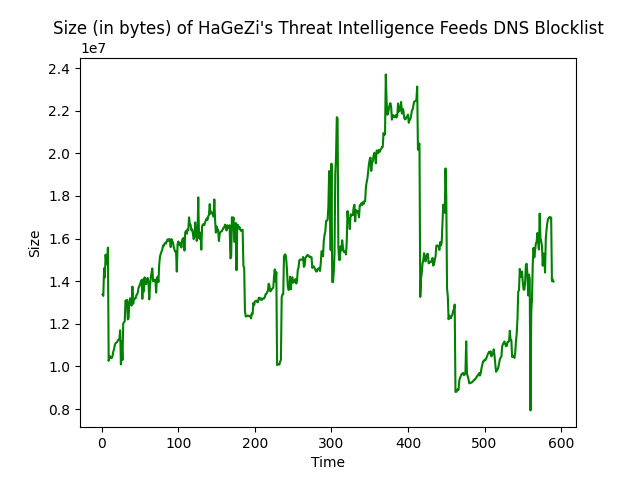 Size (in bytes) of HaGeZi's Threat Intelligence Feeds DNS Blocklist
1e7
2.4
2.2
2.0
1.8
1.6
1.4
1.2
1.0
0.8
Size
0 100 200 300 400 500 600
Time